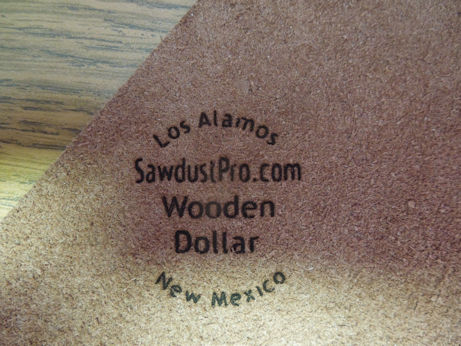 Los Alamos
SawdustPro.com
Wooden
Dollar
New Mexico